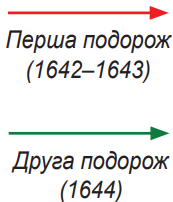 Перша подорож
(1642–1643)
Друга подорож
(1644)